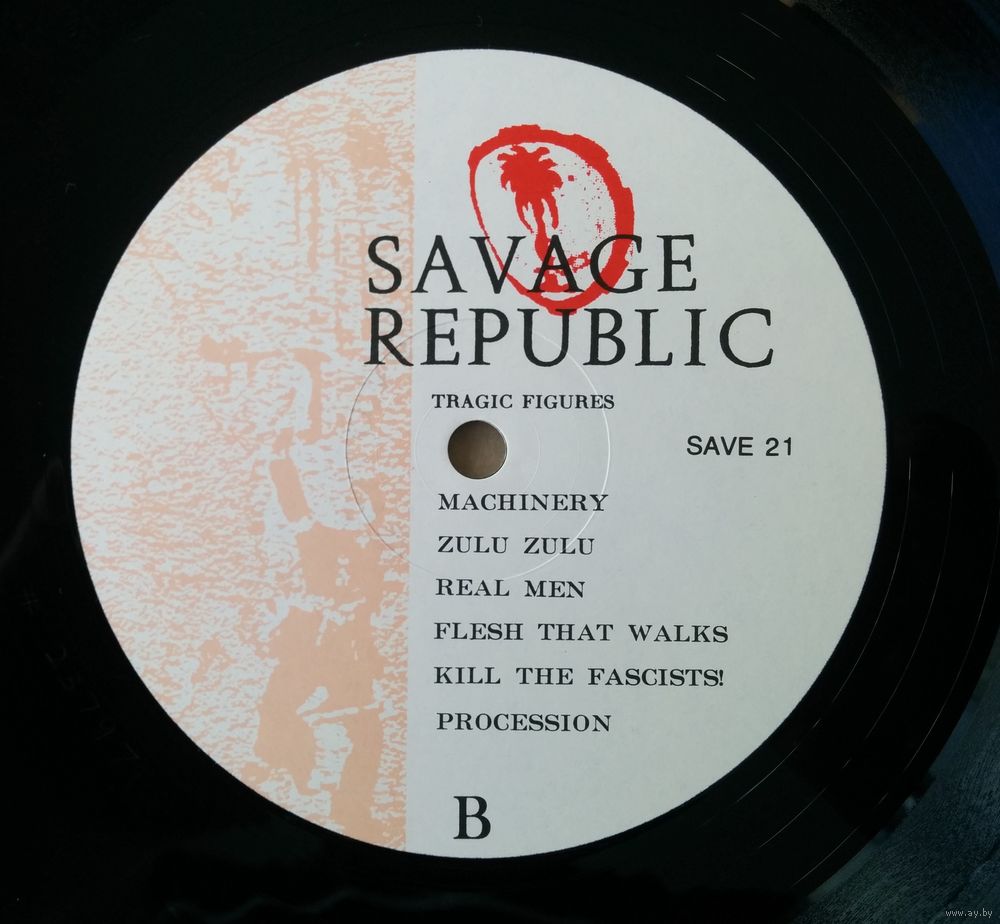 SAVAGE
REPUBLIC
TRAGIC FIGURES
SAVE 21
MACHINERY
ZULU ZULU
REAL MEN
FLESH THAT WALKS
KILL THE FASCISTS!
PROCESSION
B
www.ay.by